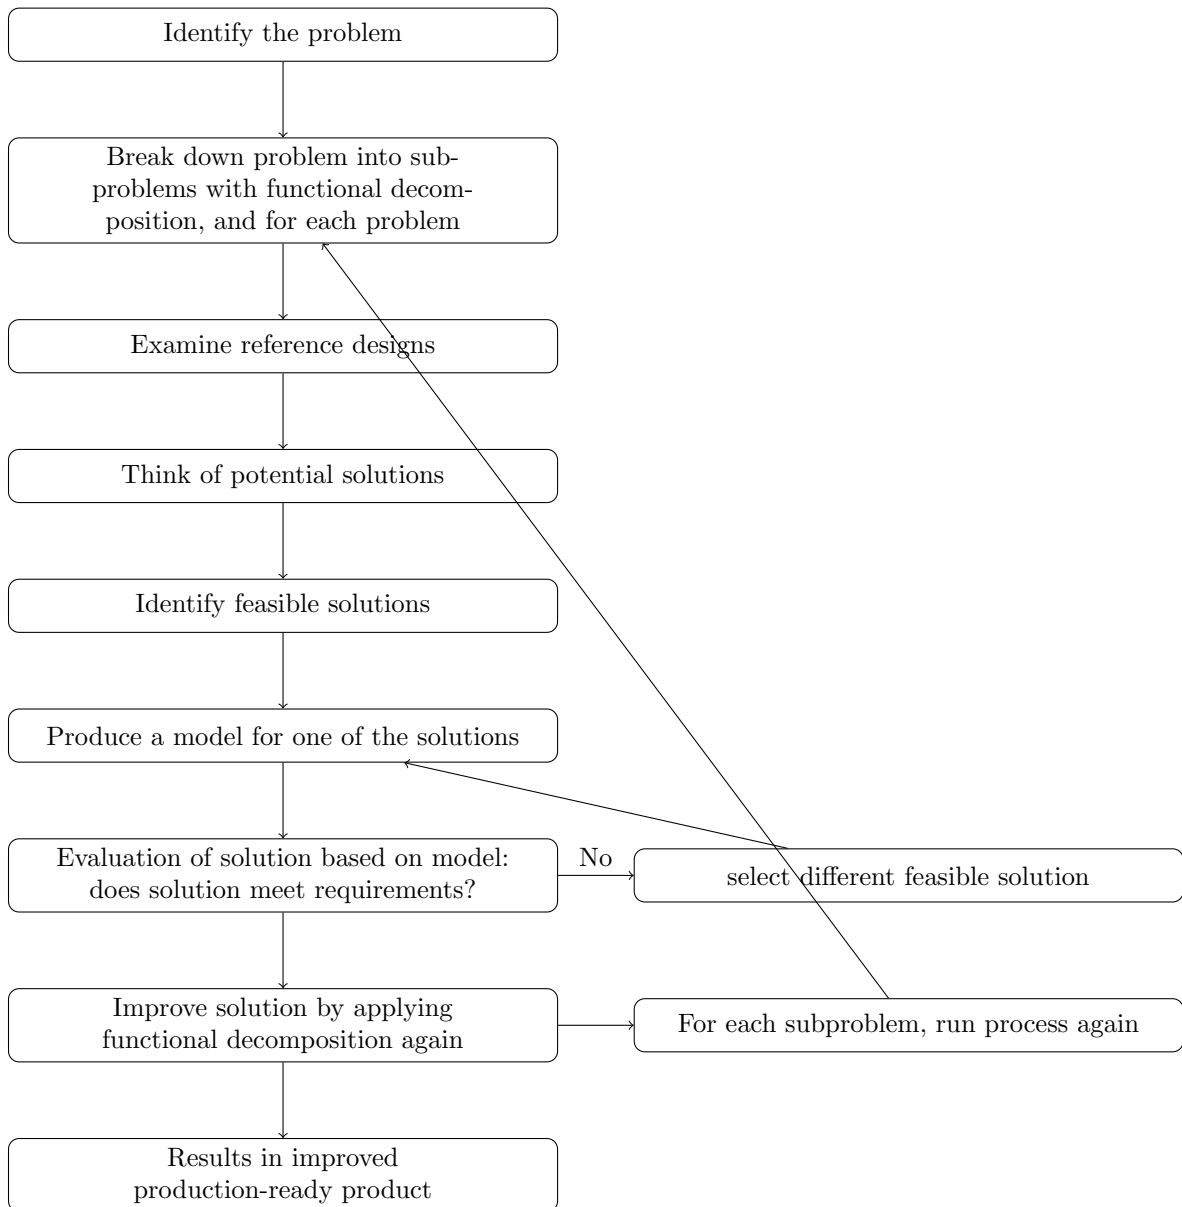 Identify the problem
Break down problem into sub-
problems with functional decom-
position, and for each problem
Examine reference designs
Think of potential solutions
Identify feasible solutions
Produce a model for one of the solutions
Evaluation of solution based on model:
does solution meet requirements?
No
select different feasible solution
Improve solution by applying
functional decomposition again
For each subproblem, run process again
Results in improved
production-ready product